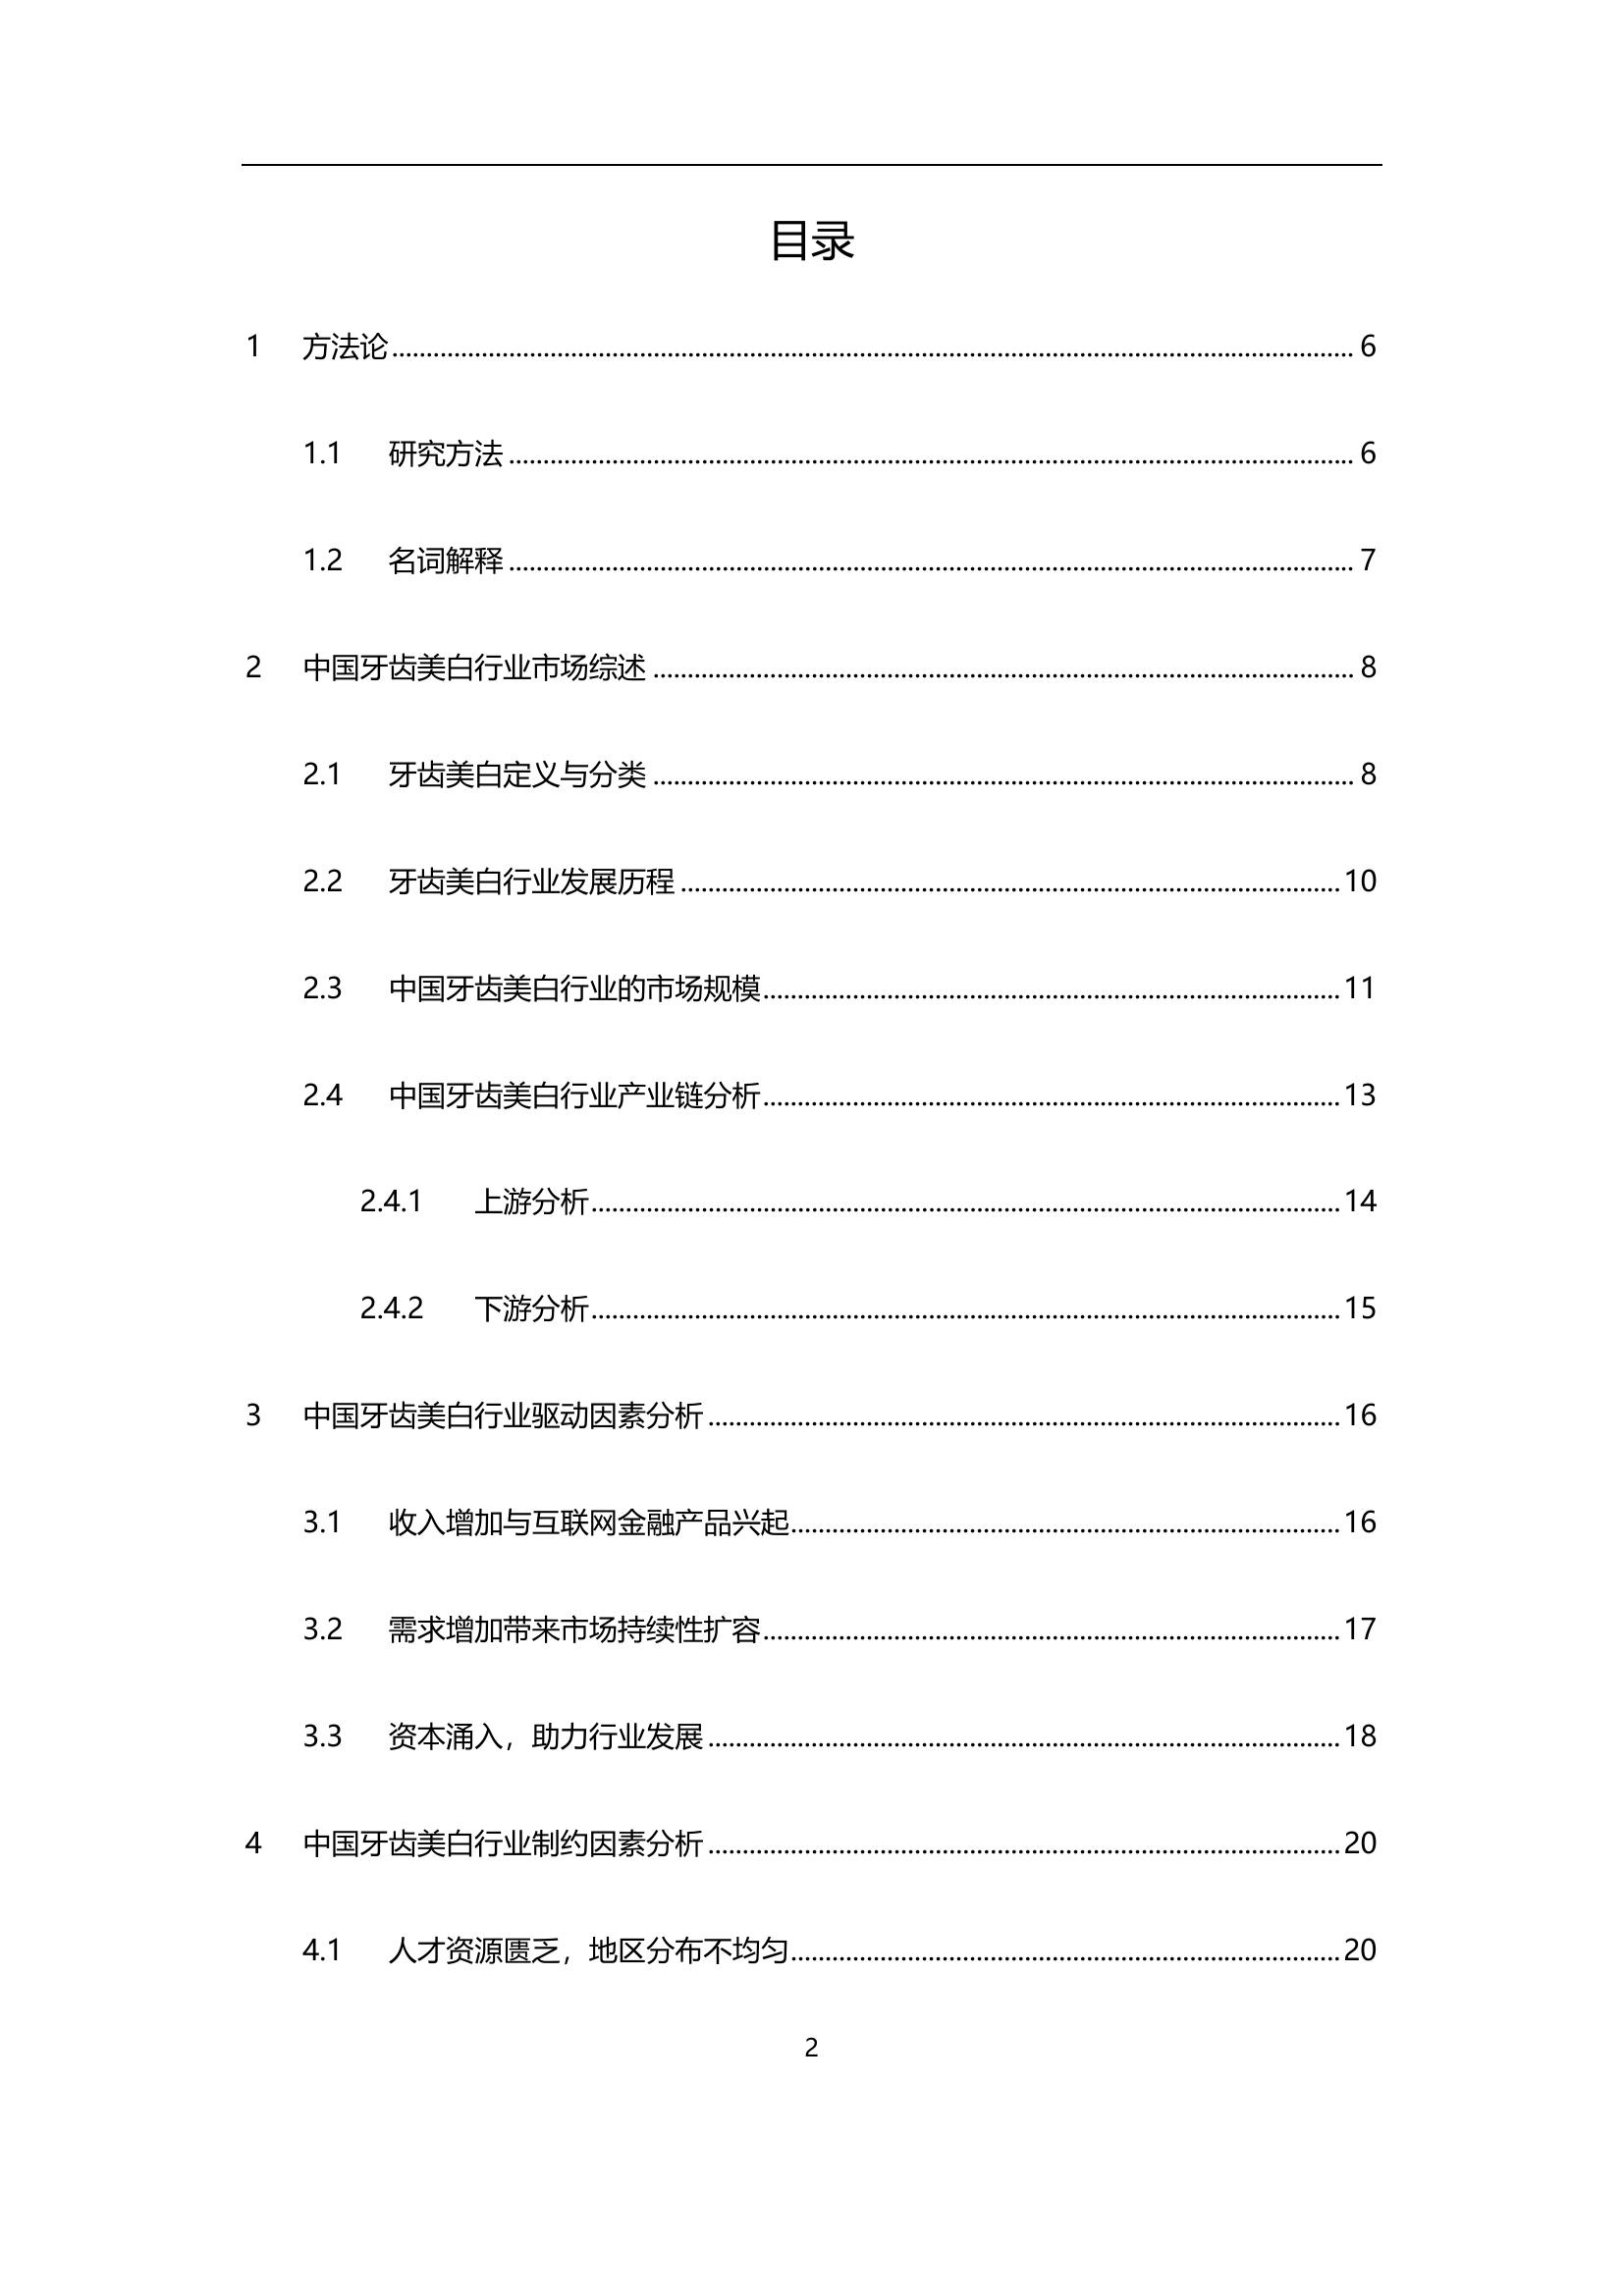 目录
1 方法论 6
1.1 研究方法 6
1.2 名词解释 7
2 中国牙齿美白行业市场综述 8
2.1 牙齿美白定义与分类 8
2.2 牙齿美白行业发展历程 10
2.3 中国牙齿美白行业的市场规模 11
2.4 中国牙齿美白行业产业链分析 13
2.4.1 上游分析 14
2.4.2 下游分析 15
3 中国牙齿美白行业驱动因素分析 16
3.1 收入增加与互联网金融产品兴起 16
3.2 需求增加带来市场持续性扩容 17
3.3 资本涌入，助力行业发展 18
4 中国牙齿美白行业制约因素分析 20
4.1 人才资源匮乏，地区分布不均匀 20
2